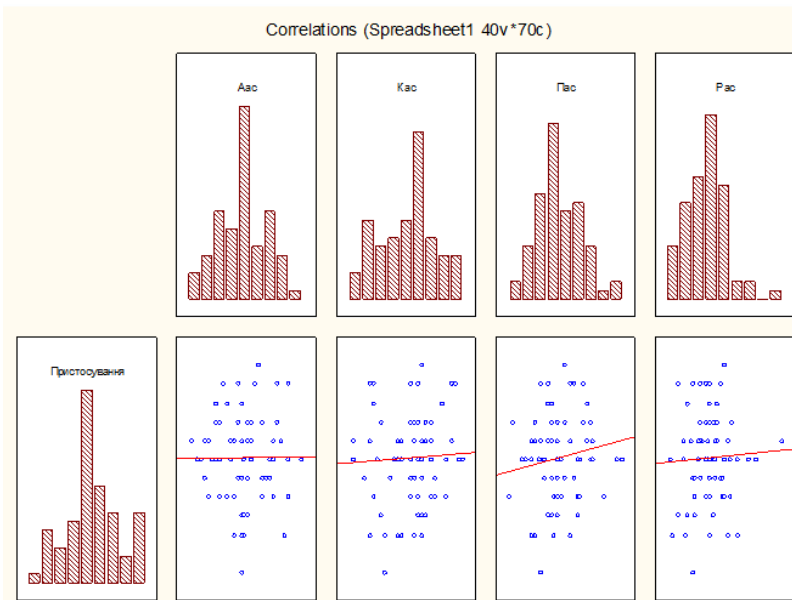 Correlations (Spreadsheet1 40v*70c)
Аас
Кас
Пас
Рас
Пристосування